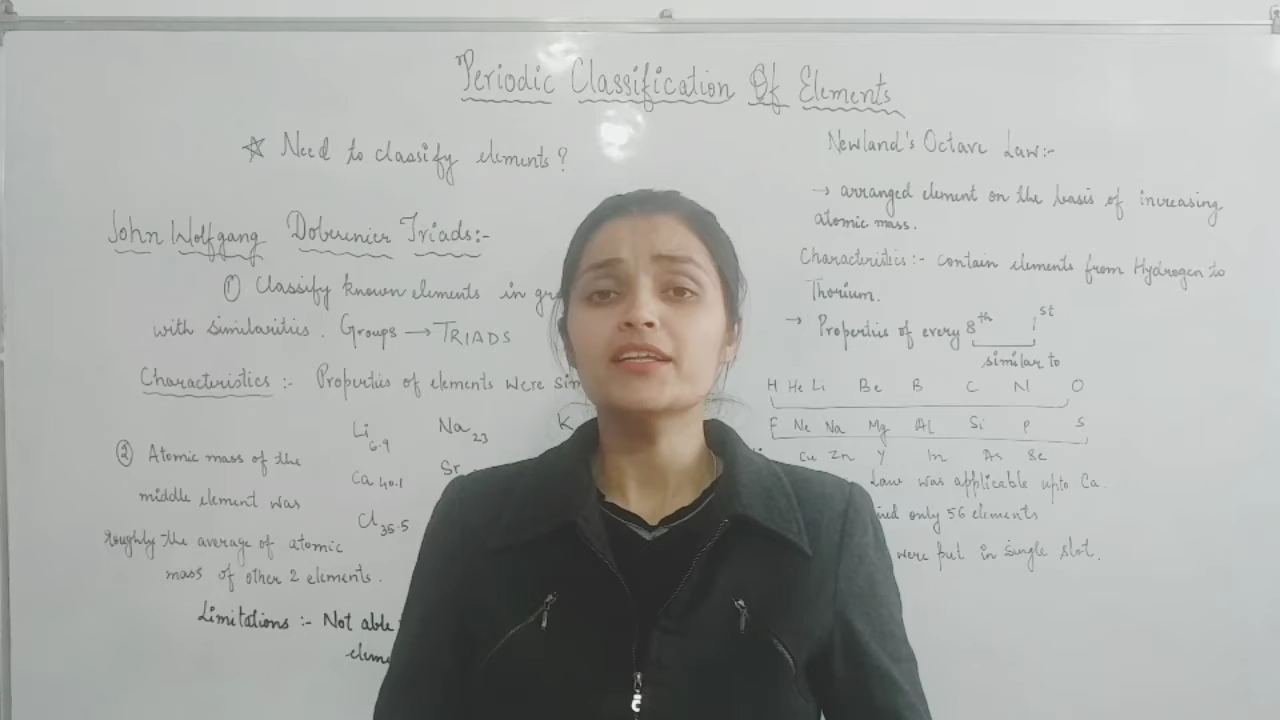 Periodic Classification Of Elements
☆ Need to classify elements?
John Wolfgang Doberenier Triads:-
① Classify known elements in
with similarities. Groups → TRIADS
Characteristics :- Properties of elements were
Li 6.9 Na 23 K
② Atomic mass of the
Ca 40.1 Sr
middle element was
Cl 35.5
Roughly the average of atomic
mass of other 2 elements.
Limitations :- Not able
Newland's Octave Law:-
→ arranged element on the basis of increasing
atomic mass.
Characteristics :- contain elements from Hydrogen to
Thorium.
→ Properties of every 8th 1st
similar to
H He Li Be B C N O
F Ne Na Mg Al Si P S
Cu Zn Y In As Se
Law was applicable upto Ca.
only 56 elements
were put in single slot.